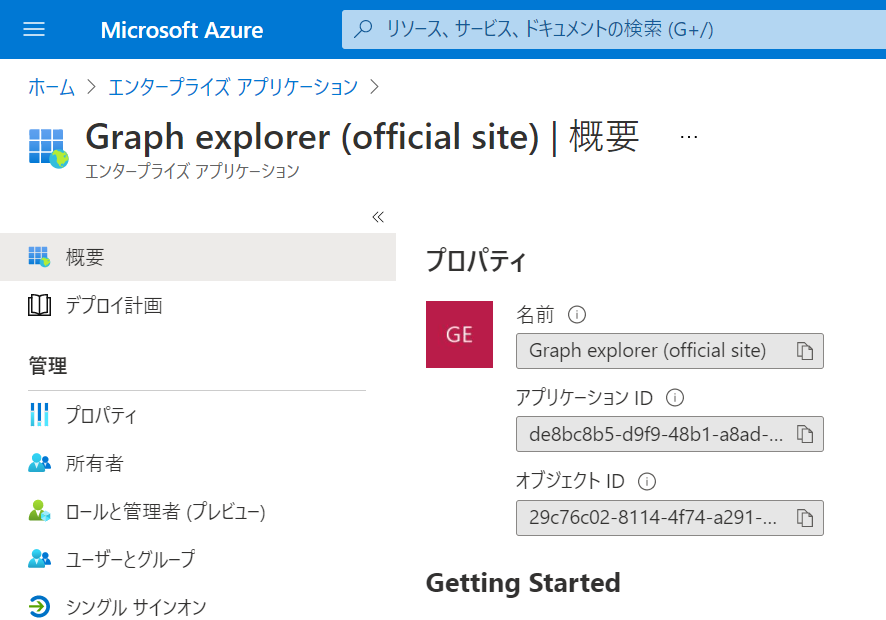 Microsoft Azure
リソース、サービス、ドキュメントの検索 (G+/)
ホーム > エンタープライズ アプリケーション >
Graph explorer (official site) | 概要 …
エンタープライズ アプリケーション
«
概要
デプロイ計画
管理
プロパティ
所有者
ロールと管理者 (プレビュー)
ユーザーとグループ
シングル サインオン
プロパティ
GE
名前
Graph explorer (official site)
アプリケーション ID
de8bc8b5-d9f9-48b1-a8ad-...
オブジェクト ID
29c76c02-8114-4f74-a291-...
Getting Started